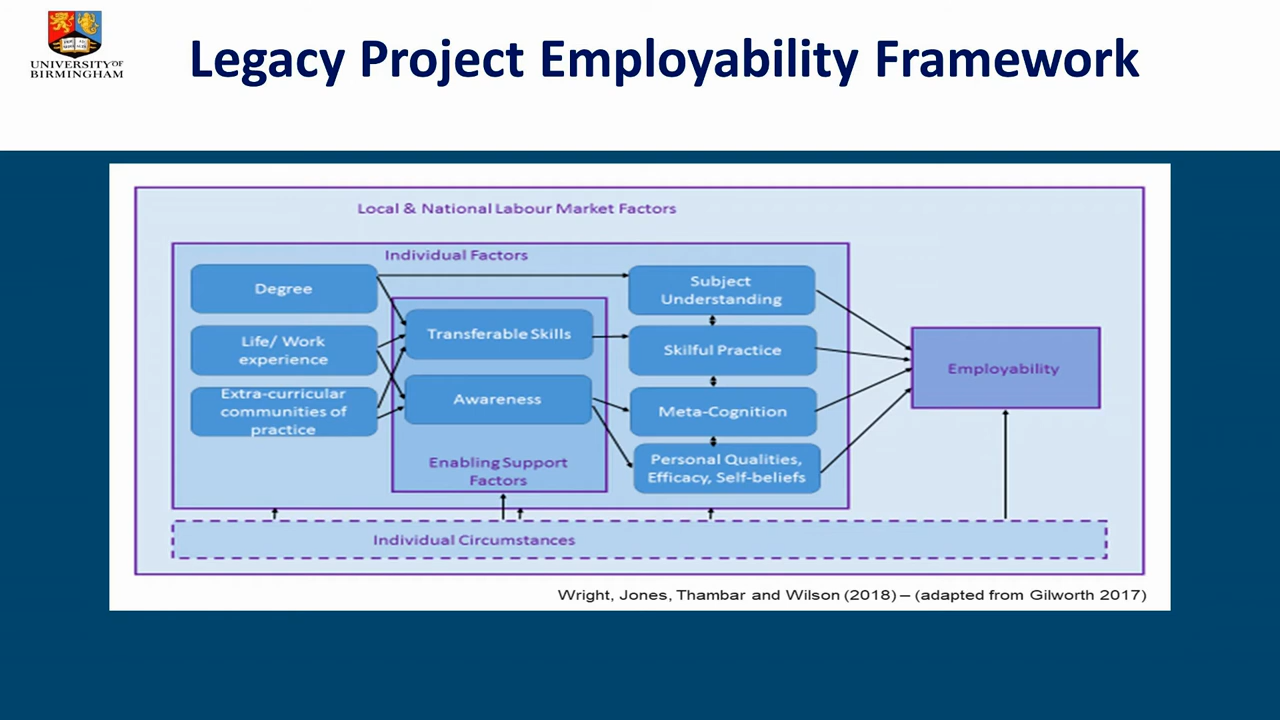 UNIVERSITY OF
BIRMINGHAM
Legacy Project Employability Framework
Local & National Labour Market Factors
Individual Factors
Degree
Life/ Work
experience
Extra-curricular
communities of
practice
Transferable Skills
Awareness
Enabling Support
Factors
Subject
Understanding
Skilful Practice
Meta-Cognition
Personal Qualities,
Efficacy, Self-beliefs
Employability
Individual Circumstances
Wright, Jones, Thambar and Wilson (2018) – (adapted from Gilworth 2017)